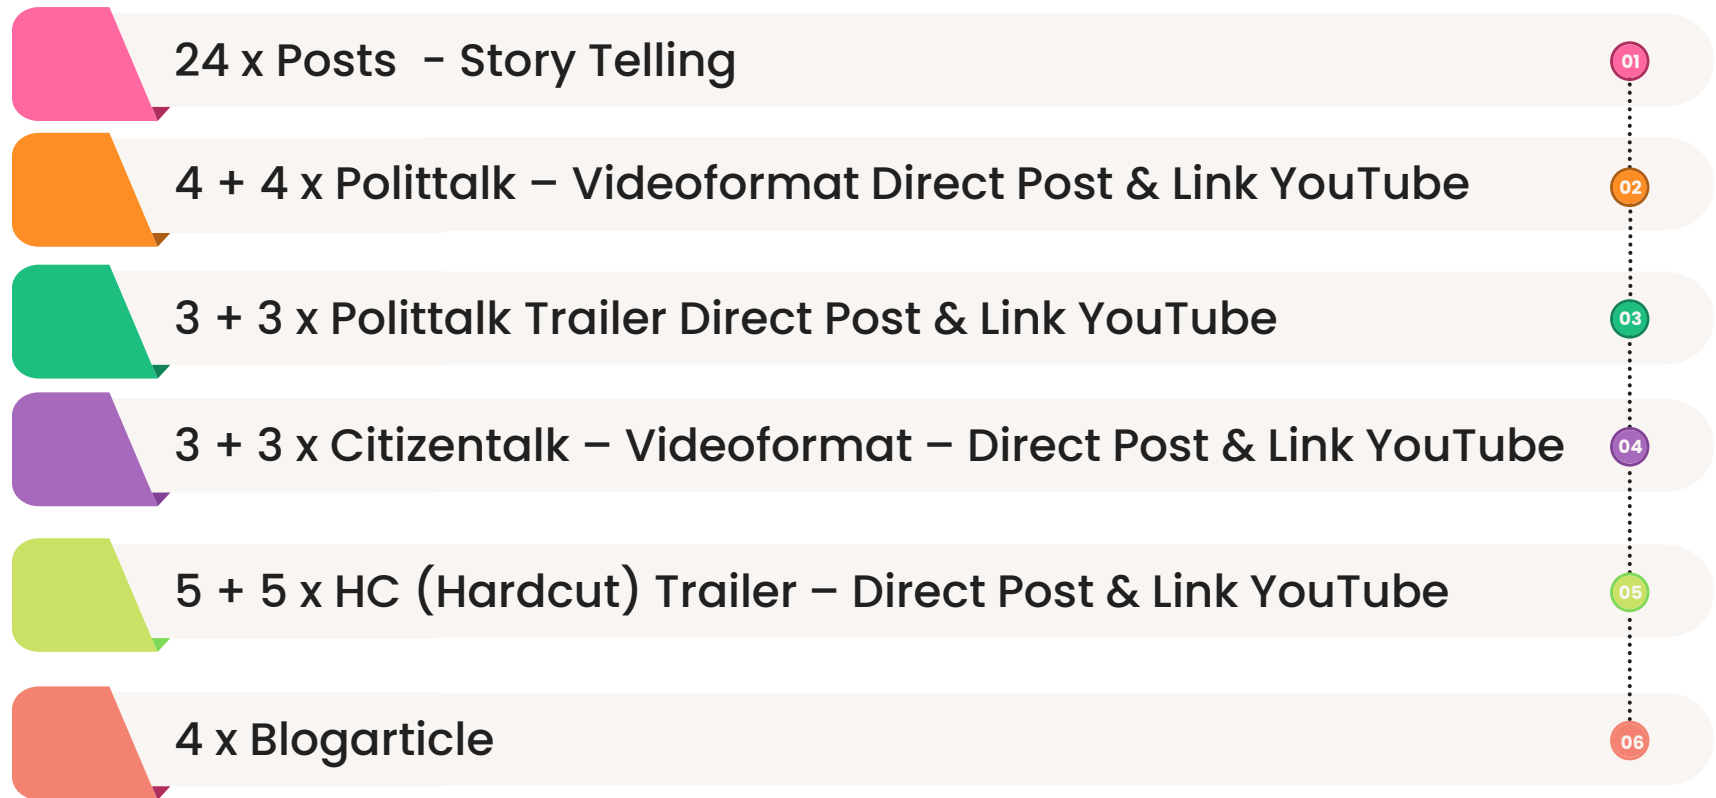 24 x Posts  - Story Telling
01
4 + 4 x Polittalk – Videoformat Direct Post & Link YouTube
02
3 + 3 x Polittalk Trailer Direct Post & Link YouTube
03
3 + 3 x Citizentalk – Videoformat – Direct Post & Link YouTube
04
5 + 5 x HC (Hardcut) Trailer – Direct Post & Link YouTube
05
4 x Blogarticle
06